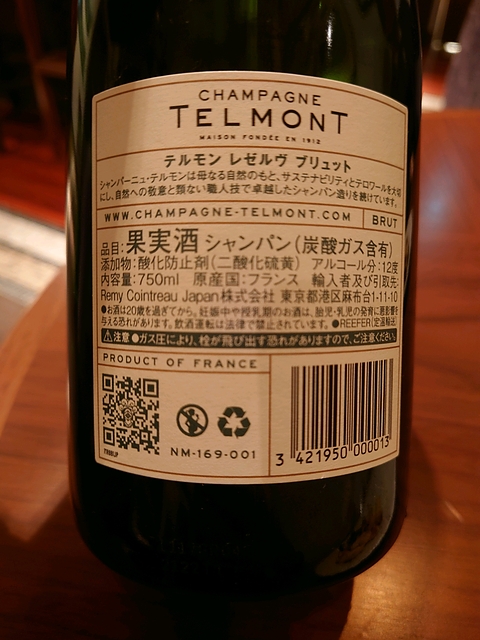 CHAMPAGNE
TELMONT
MAISON FONDÉE EN 1912
テルモン レゼルヴ ブリュット
シャンパーニュ・テルモンは母なる自然のもと、サステナビリティとテロワールを大切
にし、自然への敬意と類ない職人技で卓越したシャンパン造りを続けています。
WWW.CHAMPAGNE-TELMONT.COM BRUT
品目:果実酒 シャンパン(炭酸ガス含有)
添加物:酸化防止剤(二酸化硫黄) アルコール分:12度
内容量:750ml 原産国:フランス 輸入者及び引取先:
Remy Cointreau Japan株式会社 東京都港区麻布台1-11-10
●お酒は20歳を過ぎてから。妊娠中や授乳期のお酒は、胎児・乳児の発育に悪影響を
与える恐れがあります。飲酒運転は法律で禁止されています。 ●REEFER(定温輸送)
⚠注意 ●ガス圧により、栓が飛び出す恐れがありますので、ご注意ください。
PRODUCT OF FRANCE
NM-169-001
3 421950 000013